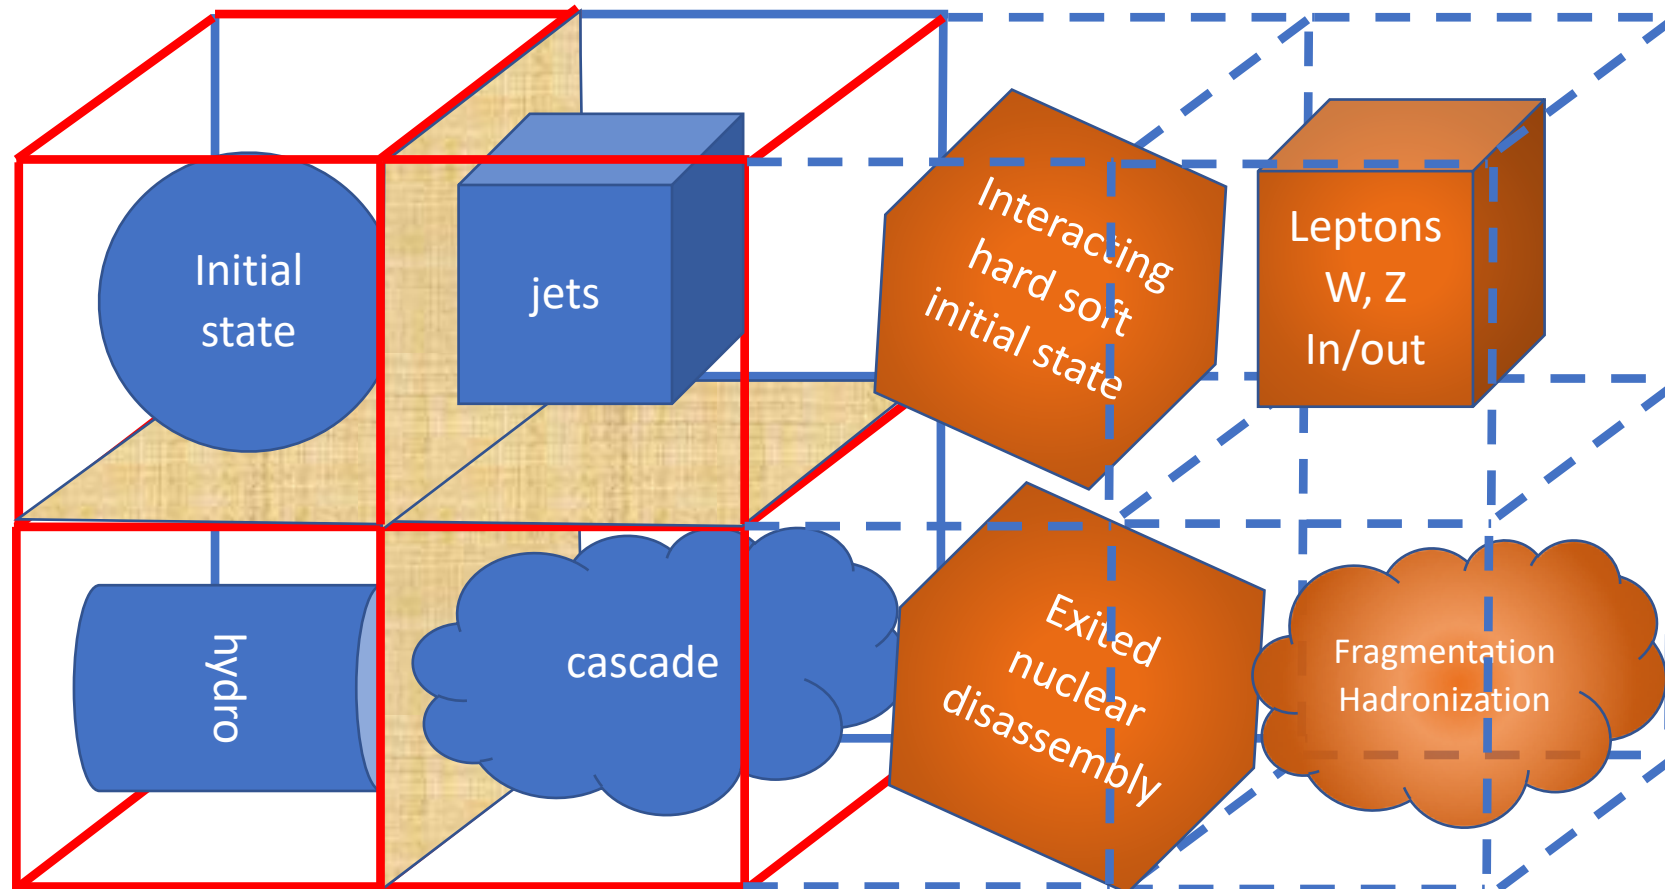 Initial
state
jets
Interacting
hard soft
initial state
Leptons
W, Z
In/out
hydro
cascade
Exited
nuclear
disassembly
Fragmentation
Hadronization